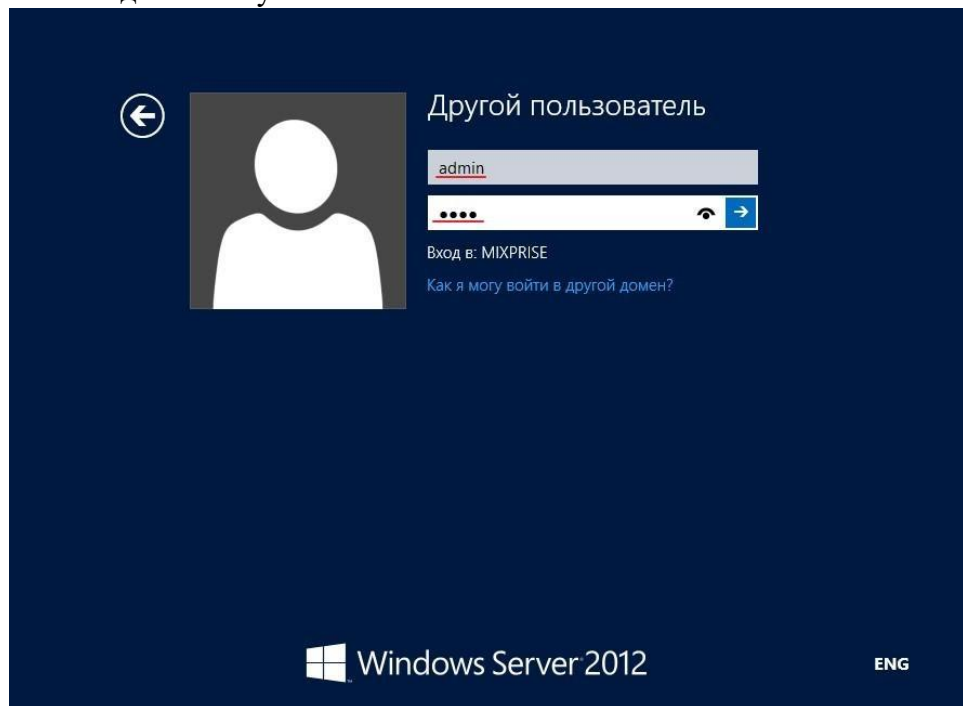 Другой пользователь
admin
••••
Вход в: MIXPRISE
Как я могу войти в другой домен?
Windows Server 2012
ENG